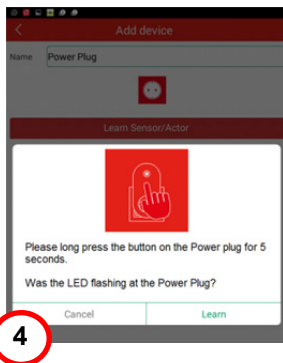 Add device
Name
Power Plug
Learn Sensor/Actor
Please long press the button on the Power plug for 5
seconds.
Was the LED flashing at the Power Plug?
Cancel
Learn
4